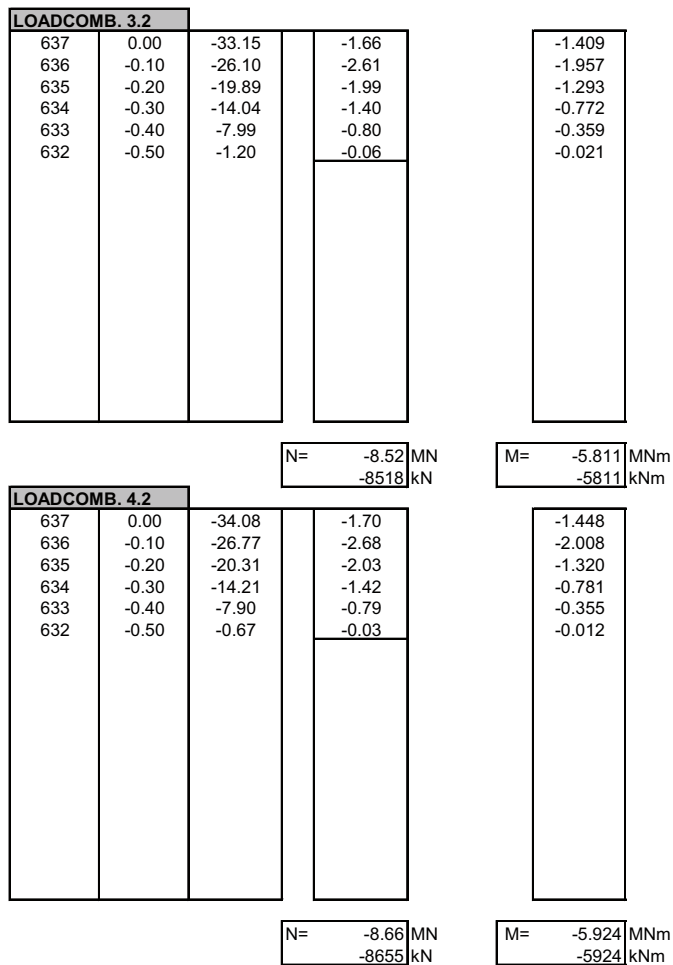 LOADCOMB. 3.2
637 0.00 -33.15 -1.66 -1.409
636 -0.10 -26.10 -2.61 -1.957
635 -0.20 -19.89 -1.99 -1.293
634 -0.30 -14.04 -1.40 -0.772
633 -0.40 -7.99 -0.80 -0.359
632 -0.50 -1.20 -0.06 -0.021
N= -8.52 MN M= -5.811 MNm
-8518 kN -5811 kNm
LOADCOMB. 4.2
637 0.00 -34.08 -1.70 -1.448
636 -0.10 -26.77 -2.68 -2.008
635 -0.20 -20.31 -2.03 -1.320
634 -0.30 -14.21 -1.42 -0.781
633 -0.40 -7.90 -0.79 -0.355
632 -0.50 -0.67 -0.03 -0.012
N= -8.66 MN M= -5.924 MNm
-8655 kN -5924 kNm